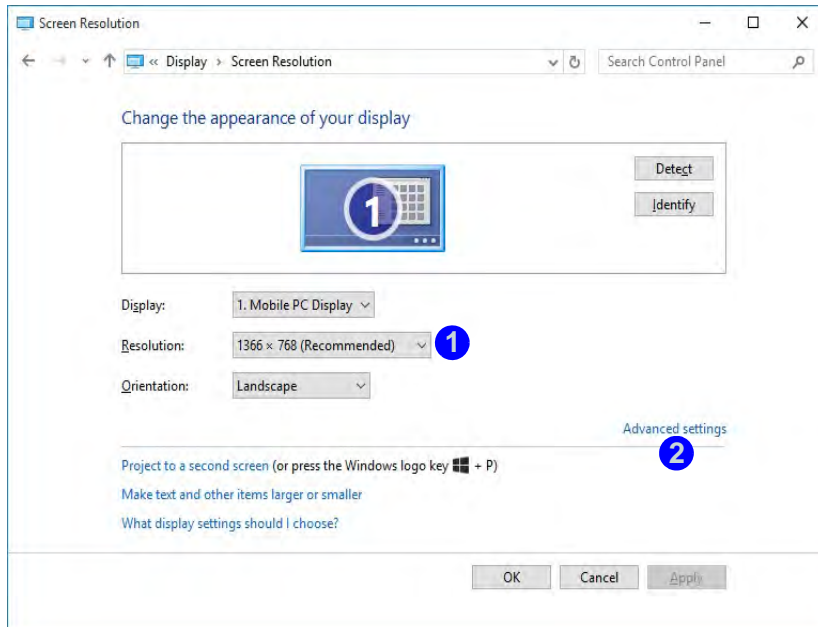 Screen Resolution
« Display › Screen Resolution
Search Control Panel
Change the appearance of your display
1
Detect
Identify
Display: 1. Mobile PC Display
Resolution: 1366 × 768 (Recommended) 1
Orientation: Landscape
Advanced settings
2
Project to a second screen (or press the Windows logo key + P)
Make text and other items larger or smaller
What display settings should I choose?
OK Cancel Apply